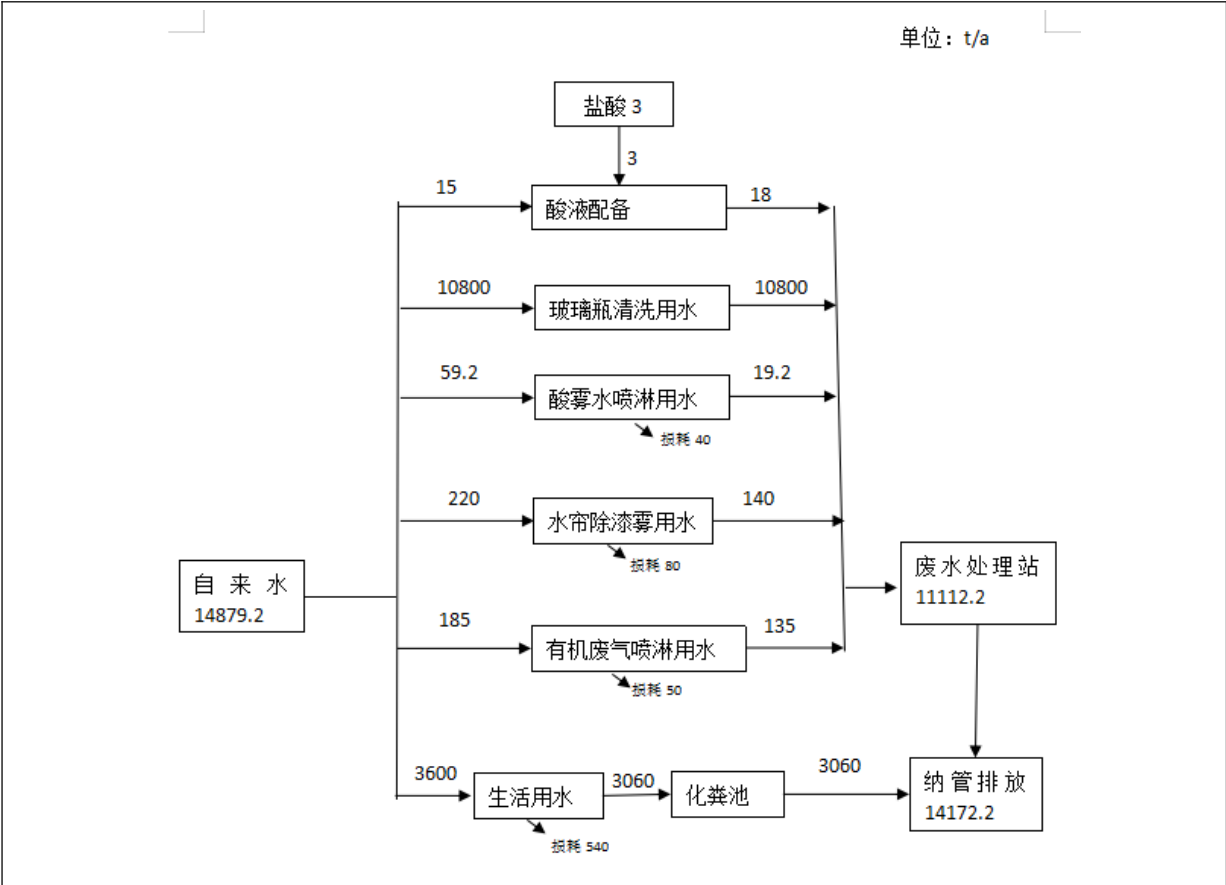 单位：t/a
盐酸 3
3
15
酸液配备
18
10800
玻璃瓶清洗用水
10800
59.2
酸雾水喷淋用水
19.2
损耗 40
220
水帘除漆雾用水
140
损耗 80
自 来 水
14879.2
废水处理站
11112.2
185
有机废气喷淋用水
135
损耗 50
3600
生活用水
3060
化粪池
3060
纳管排放
14172.2
损耗 540